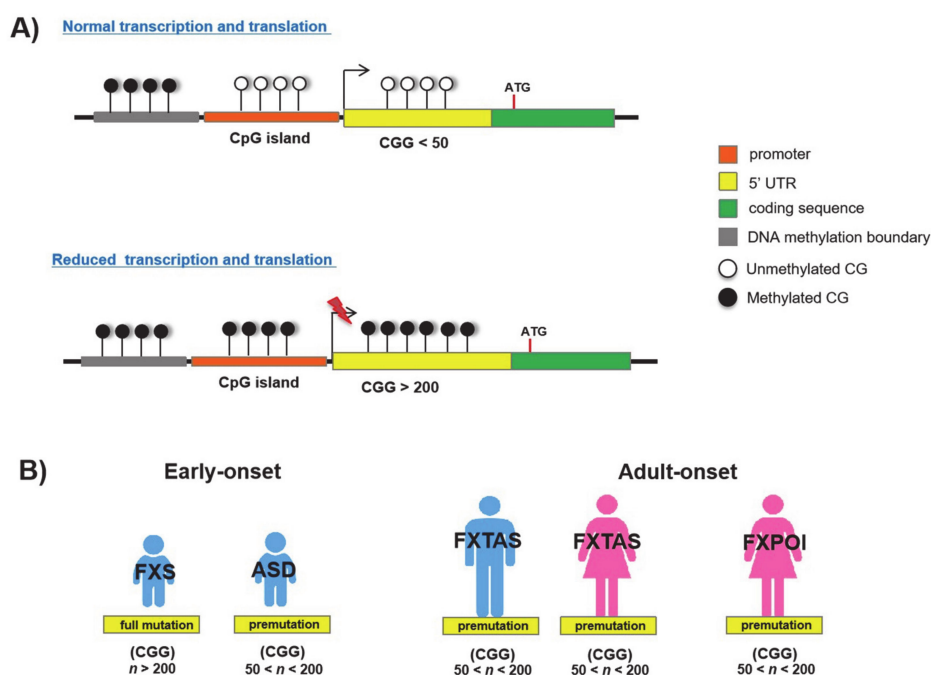 A)
Normal transcription and translation
ATG
CpG island
CGG < 50
promoter
5' UTR
coding sequence
DNA methylation boundary
Unmethylated CG
Methylated CG
Reduced transcription and translation
ATG
CpG island
CGG > 200
B)
Early-onset
Adult-onset
FXS
ASD
FXTAS
FXTAS
FXPOI
full mutation
premutation
premutation
premutation
premutation
(CGG)
n > 200
(CGG)
50 < n < 200
(CGG)
50 < n < 200
(CGG)
50 < n < 200
(CGG)
50 < n < 200